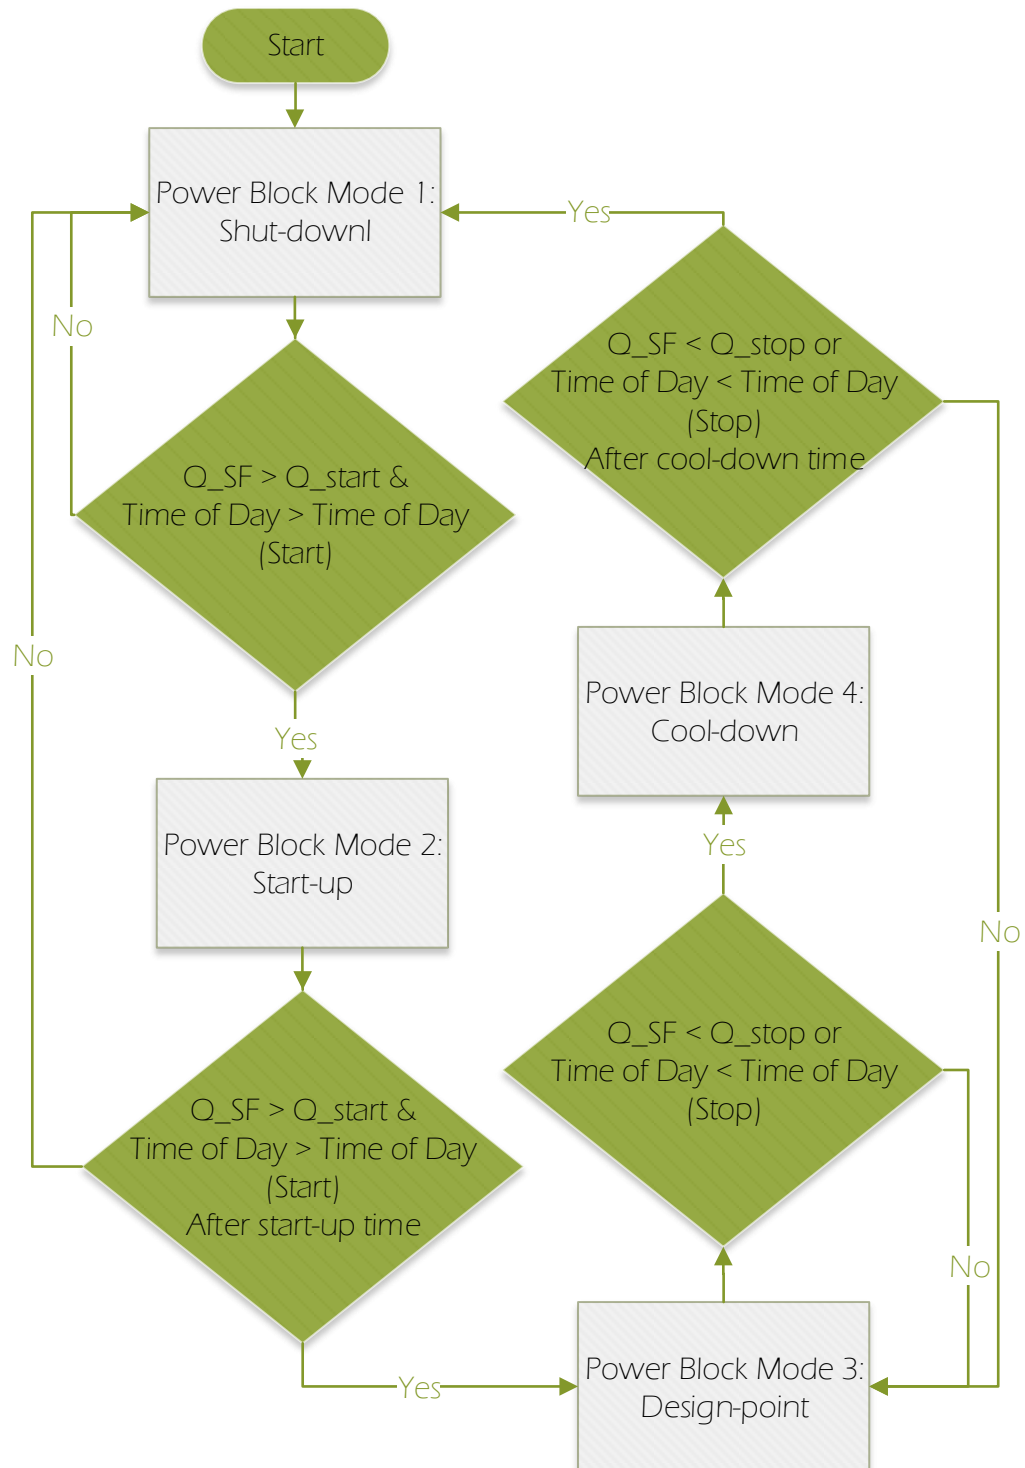 Start
Power Block Mode 1:
Shut-downl
Yes
No
Q_SF > Q_start &
Time of Day > Time of Day
(Start)
No
Yes
Power Block Mode 2:
Start-up
Q_SF > Q_start &
Time of Day > Time of Day
(Start)
After start-up time
Yes
Q_SF < Q_stop or
Time of Day < Time of Day
(Stop)
After cool-down time
Power Block Mode 4:
Cool-down
Yes
No
Q_SF < Q_stop or
Time of Day < Time of Day
(Stop)
No
Power Block Mode 3:
Design-point